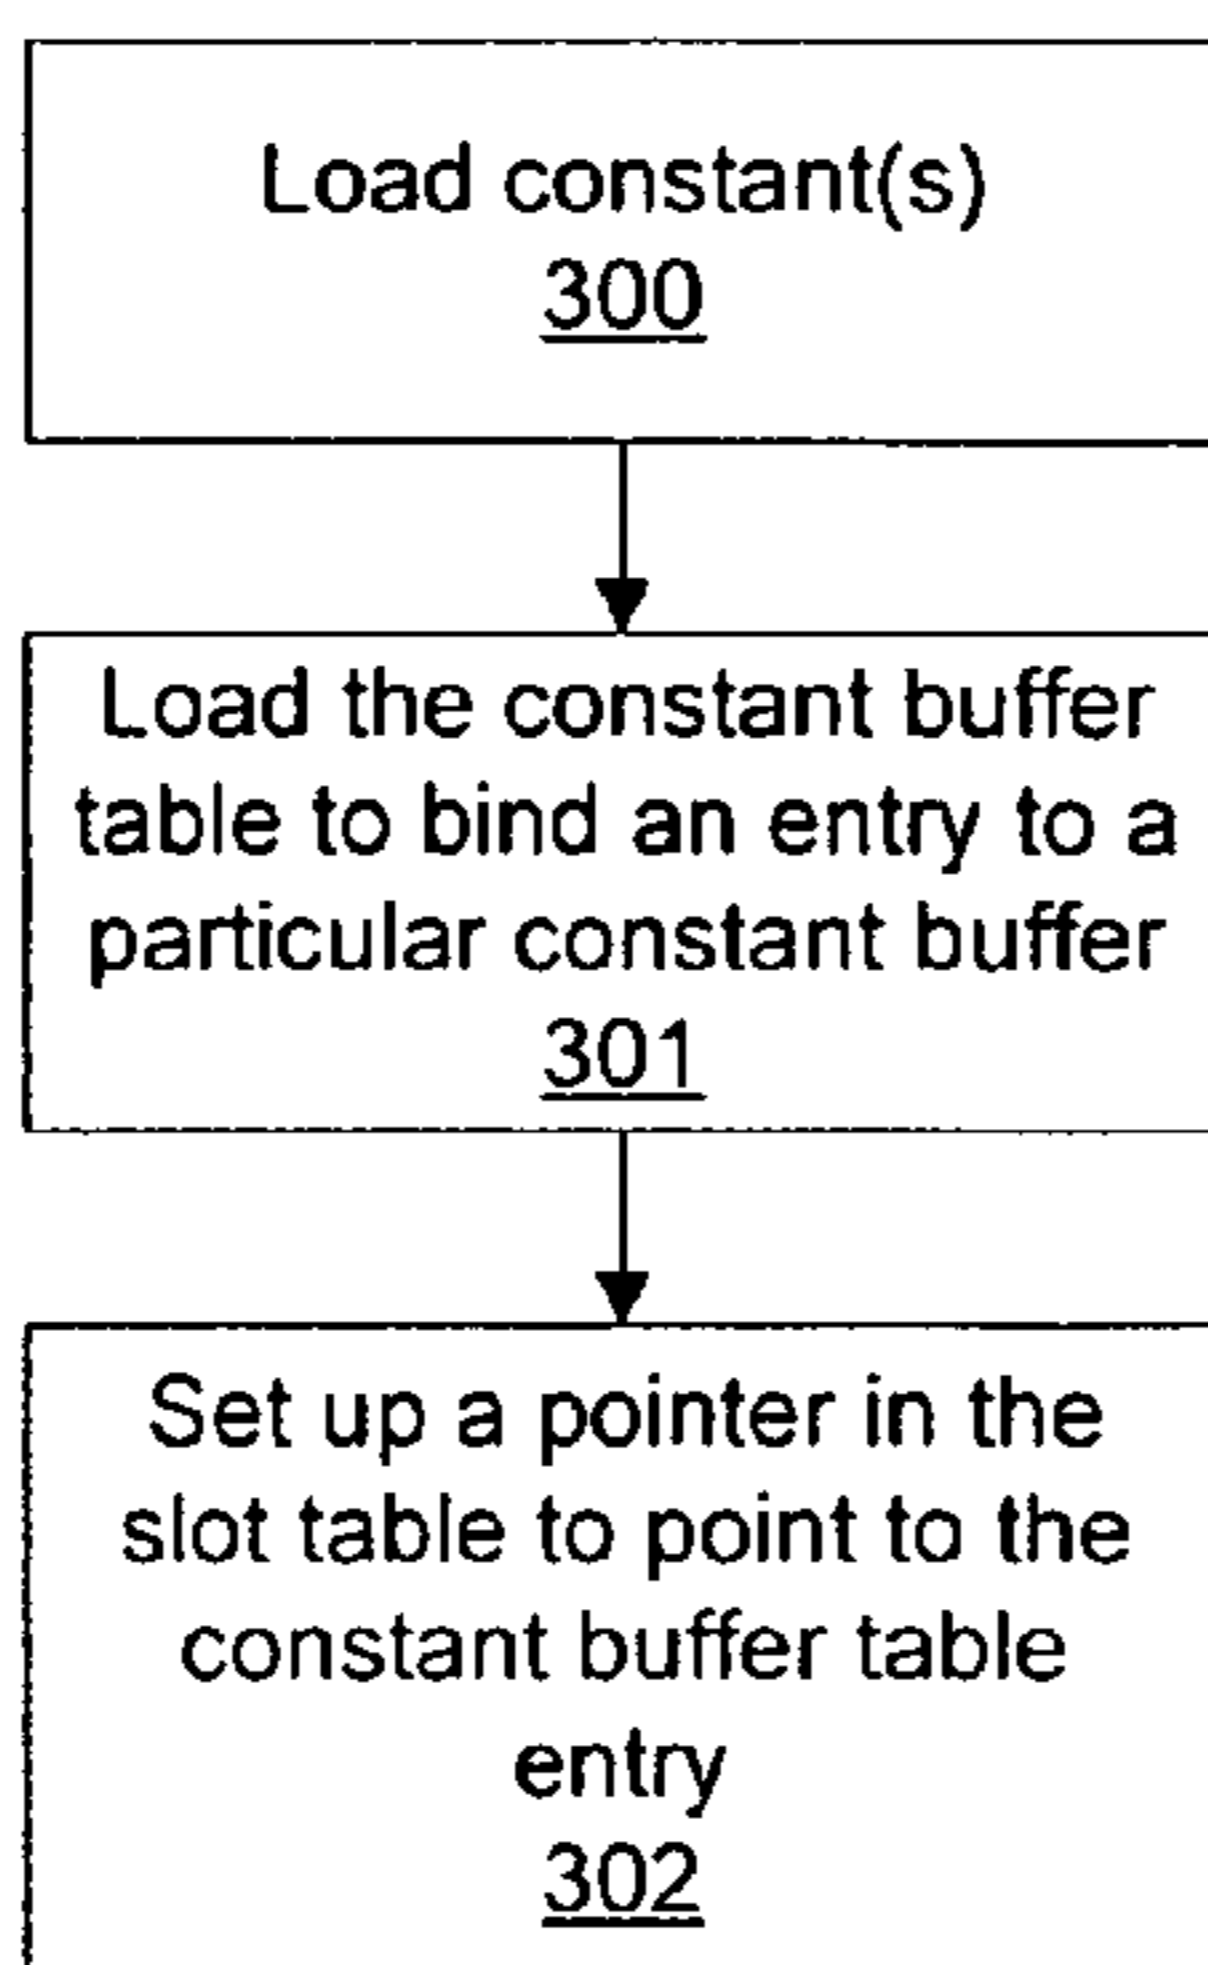 Load constant(s)
300
Load the constant buffer
table to bind an entry to a
particular constant buffer
301
Set up a pointer in the
slot table to point to the
constant buffer table
entry
302